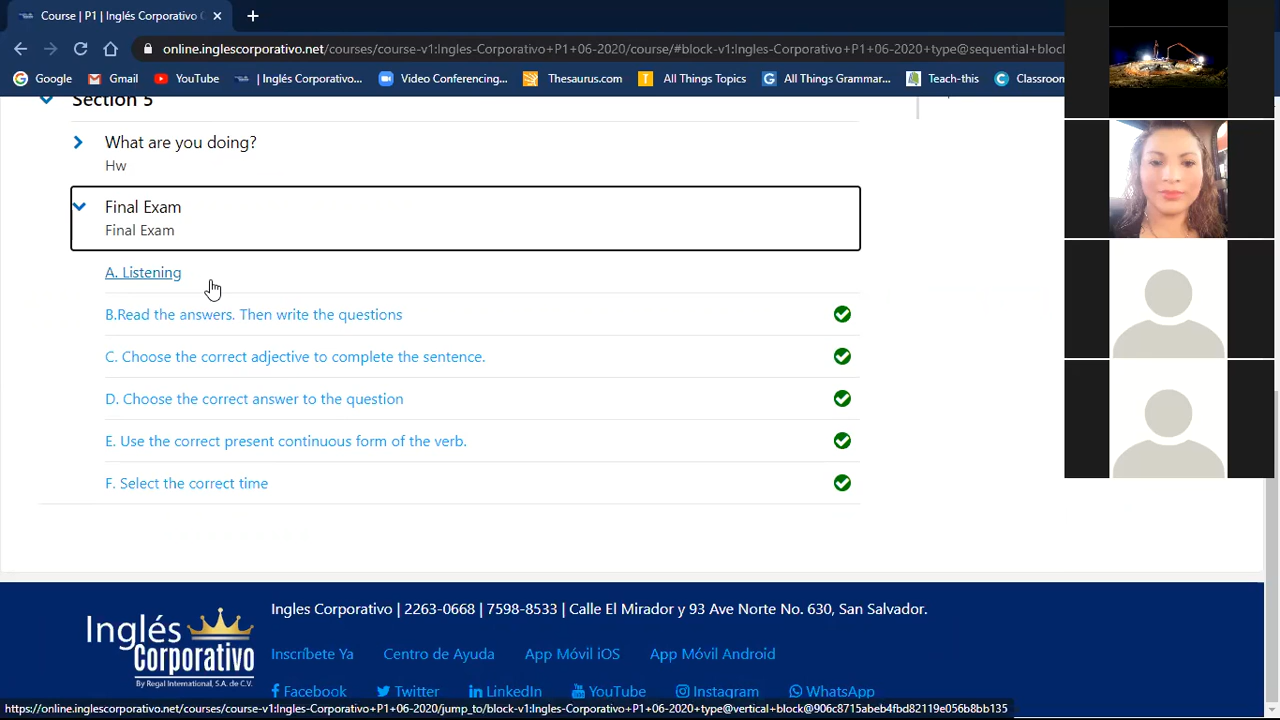 Course | P1 | Inglés Corporativo
online.inglescorporativo.net/courses/course-v1:Ingles-Corporativo+P1+06-2020/course/#block-v1:Ingles-Corporativo+P1+06-2020+type@sequential+bloc
Google
Gmail
YouTube
| Inglés Corporativo...
Video Conferencing...
Thesaurus.com
All Things Topics
All Things Grammar...
Teach-this
Classroom
Section 5
What are you doing?
Hw
Final Exam
Final Exam
A. Listening
B.Read the answers. Then write the questions
C. Choose the correct adjective to complete the sentence.
D. Choose the correct answer to the question
E. Use the correct present continuous form of the verb.
F. Select the correct time
Inglés Corporativo
By Regal International, S.A. de C.V.
Ingles Corporativo | 2263-0668 | 7598-8533 | Calle El Mirador y 93 Ave Norte No. 630, San Salvador.
Inscríbete Ya
Centro de Ayuda
App Móvil iOS
App Móvil Android
Facebook
Twitter
LinkedIn
YouTube
Instagram
WhatsApp
https://online.inglescorporativo.net/courses/course-v1:Ingles-Corporativo+P1+06-2020/jump_to/block-v1:Ingles-Corporativo+P1+06-2020+type@vertical+block@906c8715abeb4fbd82119e056b8bb135